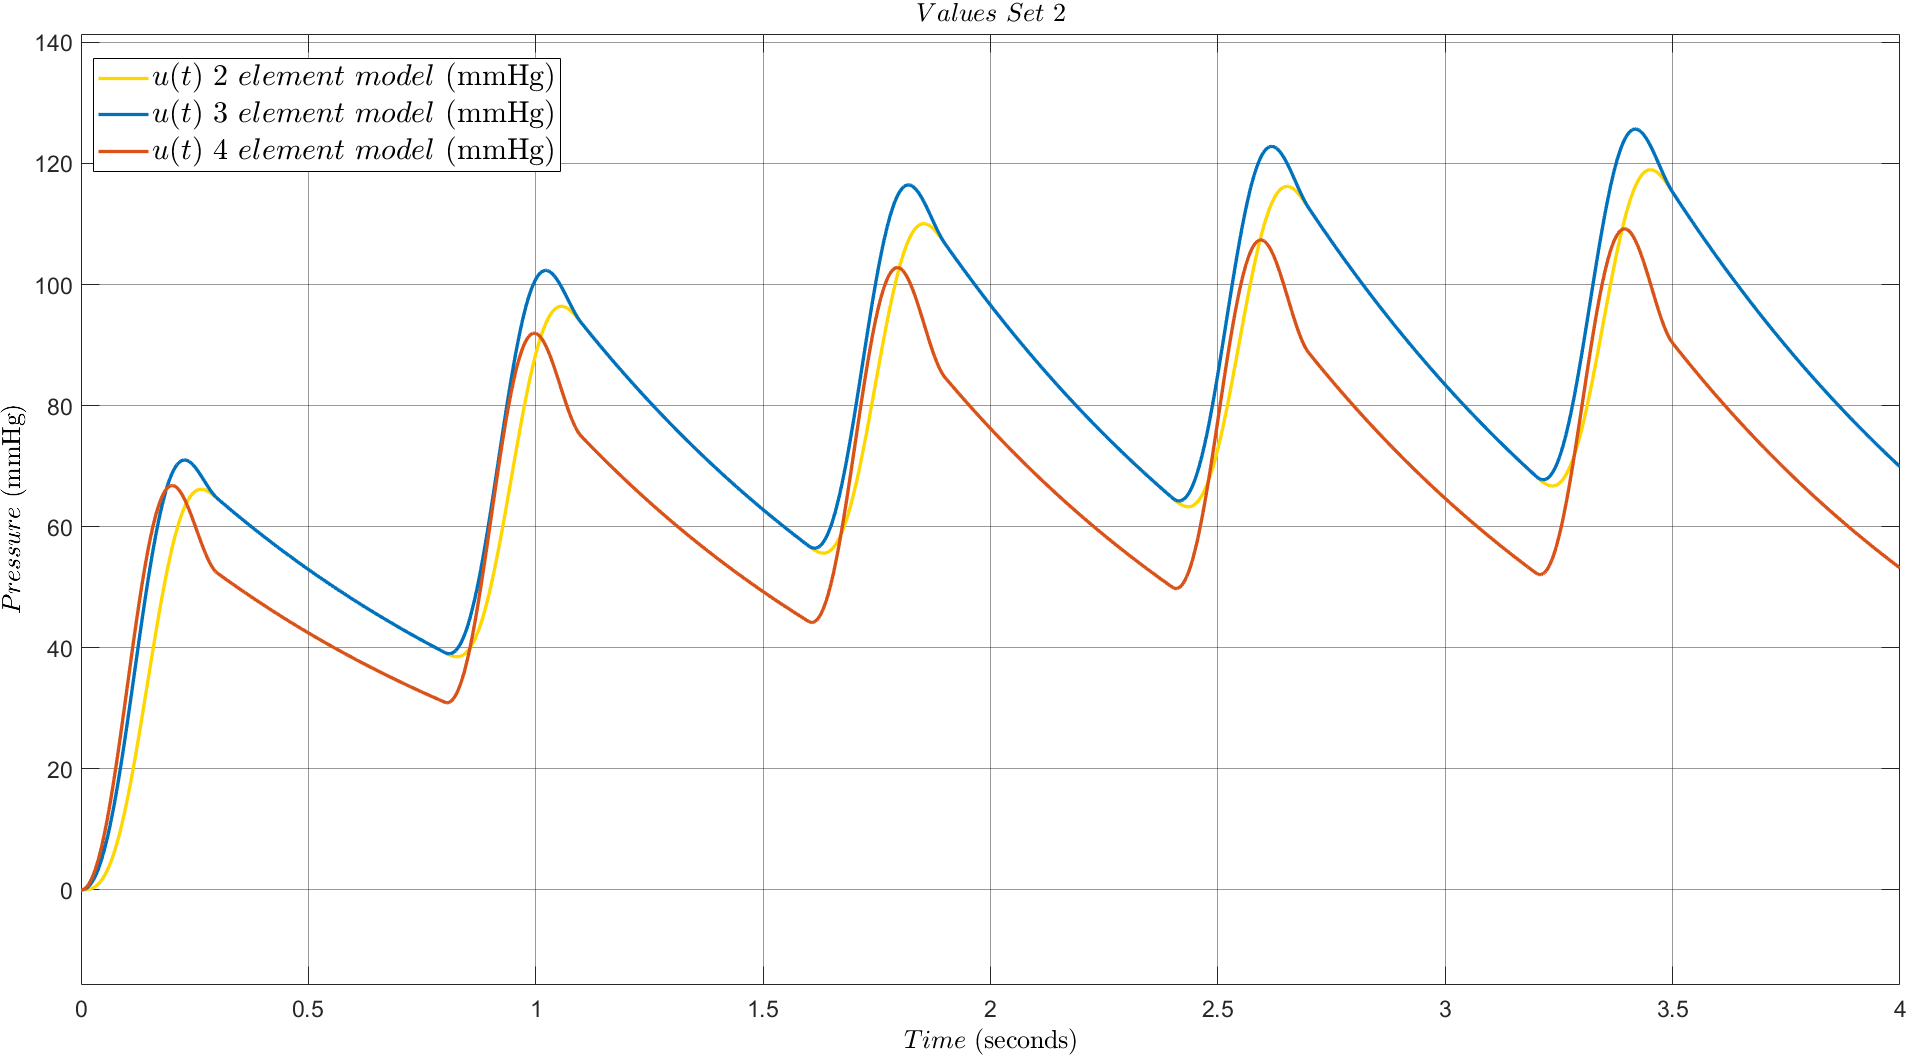 Values Set 2
140
120
100
80
60
40
20
0
u(t) 2 element model (mmHg)
u(t) 3 element model (mmHg)
u(t) 4 element model (mmHg)
Pressure (mmHg)
0 0.5 1 1.5 2 2.5 3 3.5 4
Time (seconds)